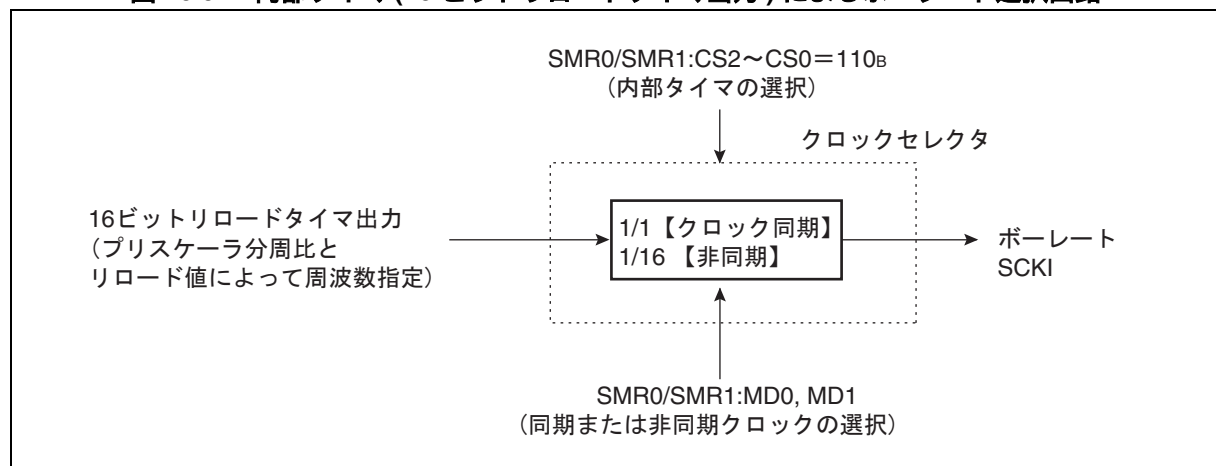 SMR0/SMR1:CS2～CS0＝110B
（内部タイマの選択）
クロックセレクタ
16ビットリロードタイマ出力
（プリスケーラ分周比と
リロード値によって周波数指定）
1/1【クロック同期】
1/16 【非同期】
ボーレート
SCKI
SMR0/SMR1:MD0, MD1
（同期または非同期クロックの選択）